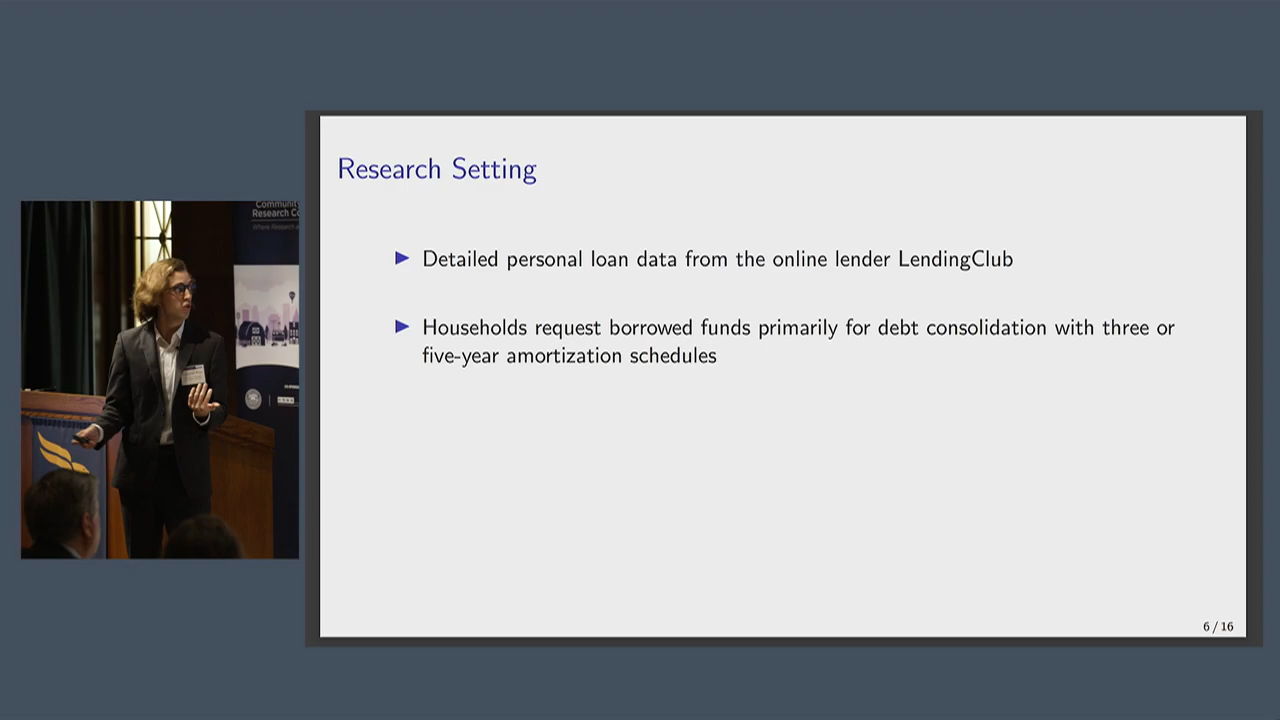 Community
Research Co
Research Setting
▶ Detailed personal loan data from the online lender LendingClub
▶ Households request borrowed funds primarily for debt consolidation with three or
five-year amortization schedules
6 / 16